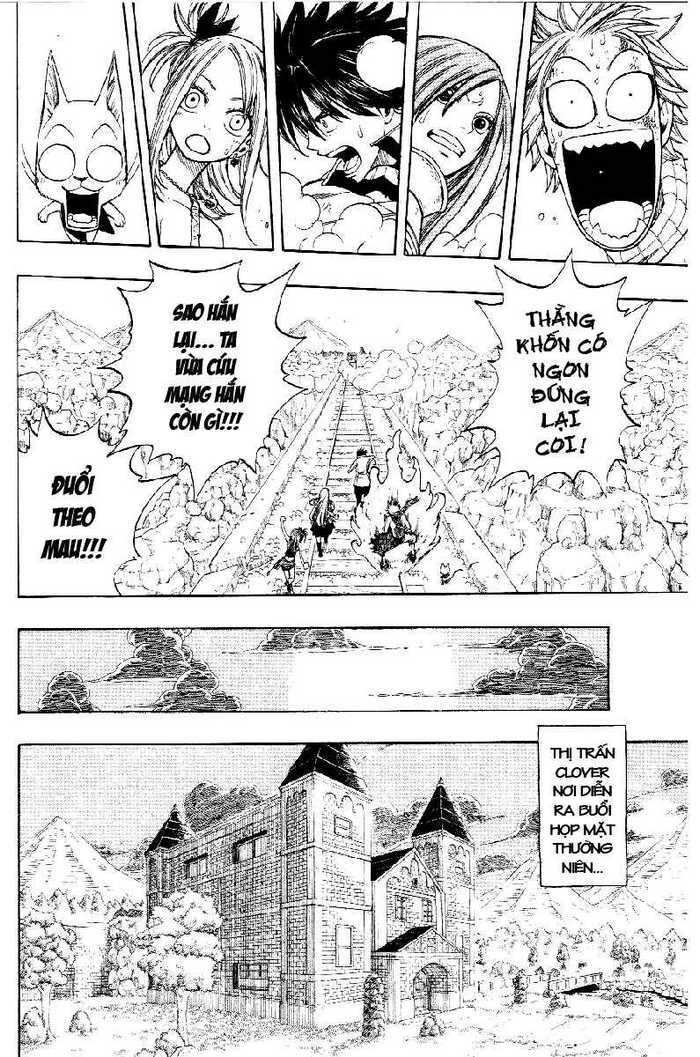 THẰNG
KHỐN CÓ
NGON
ĐỨNG
LẠI
COI!
SAO HẮN
LẠI... TA
VỪA CỨU
MẠNG HẮN
CÒN GÌ!!!
ĐUỔI
THEO
MAU!!!
THỊ TRẤN
CLOVER
NƠI DIỄN
RA BUỔI
HỌP MẶT
THƯỜNG
NIÊN...